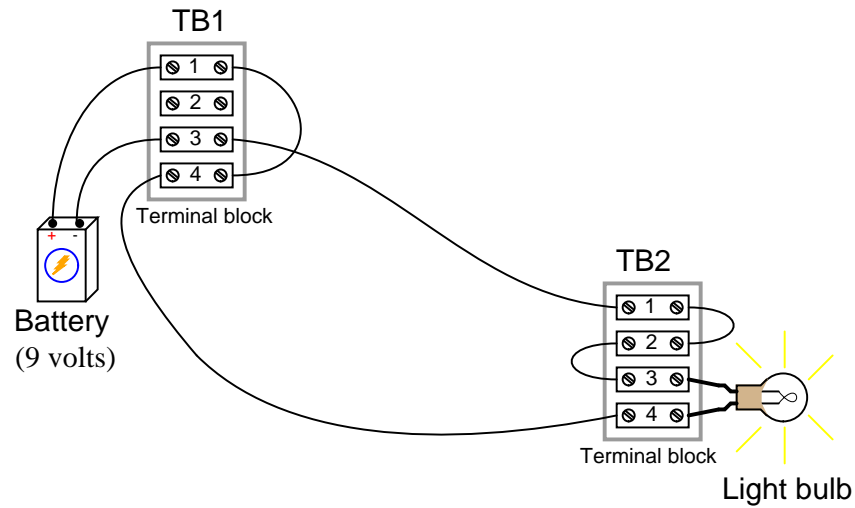 TB1
1
2
3
4
Terminal block
+ -
Battery
(9 volts)
TB2
1
2
3
4
Terminal block
Light bulb